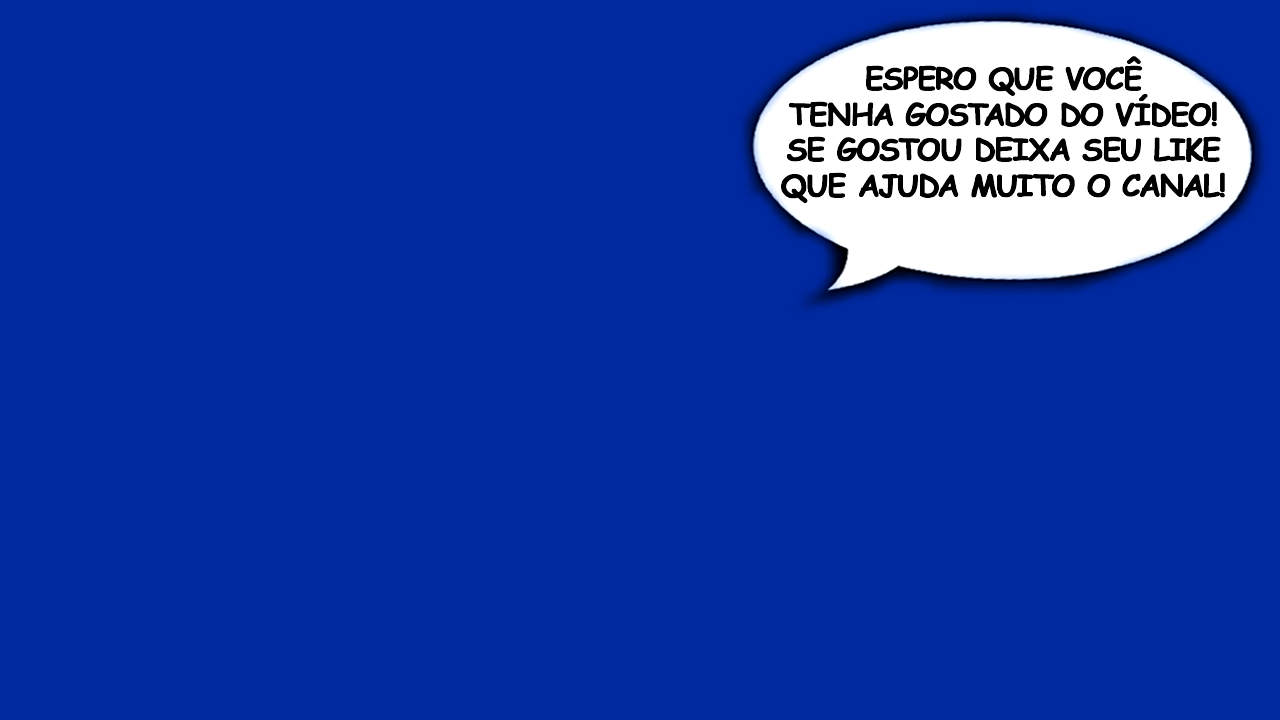 ESPERO QUE VOCÊ
TENHA GOSTADO DO VÍDEO!
SE GOSTOU DEIXA SEU LIKE
QUE AJUDA MUITO O CANAL!